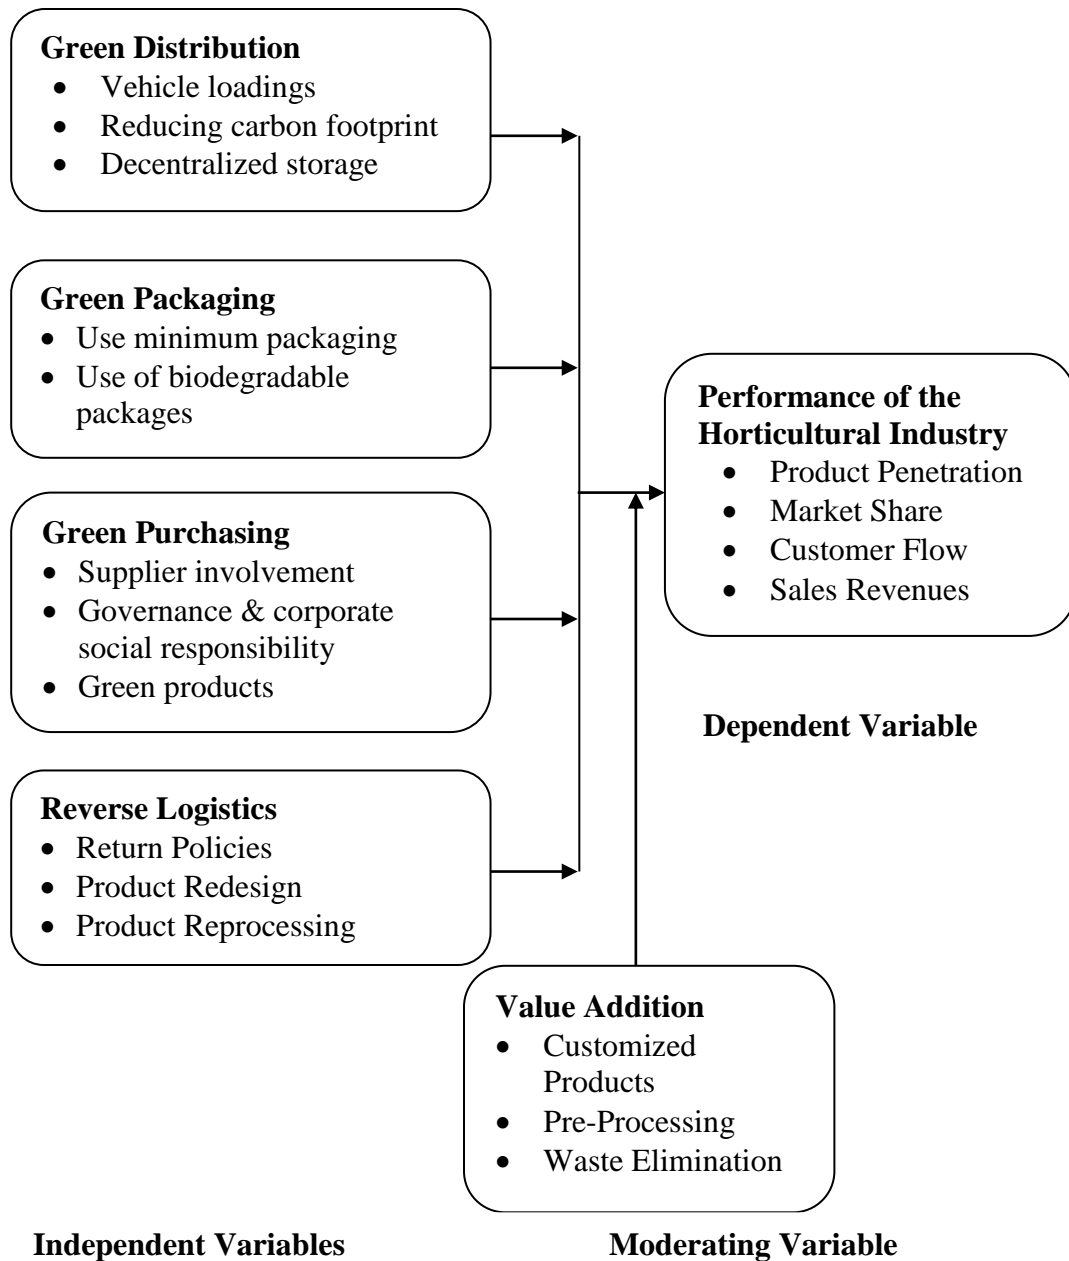 Green Distribution
• Vehicle loadings
• Reducing carbon footprint
• Decentralized storage
Green Packaging
• Use minimum packaging
• Use of biodegradable
packages
Green Purchasing
• Supplier involvement
• Governance & corporate
social responsibility
• Green products
Reverse Logistics
• Return Policies
• Product Redesign
• Product Reprocessing
Performance of the
Horticultural Industry
• Product Penetration
• Market Share
• Customer Flow
• Sales Revenues
Dependent Variable
Value Addition
• Customized
Products
• Pre-Processing
• Waste Elimination
Independent Variables
Moderating Variable